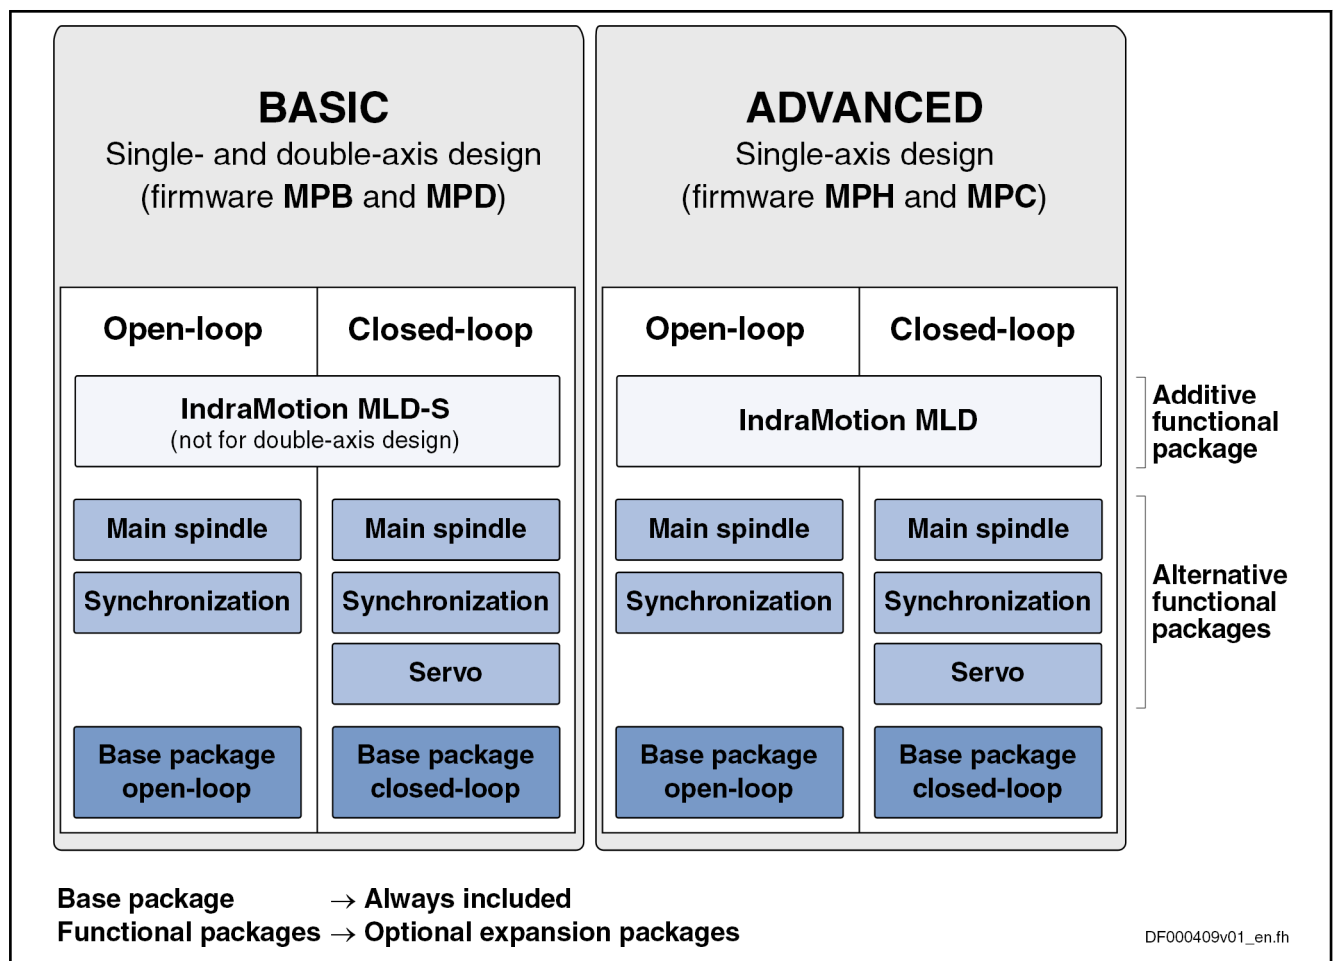 BASIC
Single- and double-axis design
(firmware MPB and MPD)
ADVANCED
Single-axis design
(firmware MPH and MPC)
Open-loop
Closed-loop
Open-loop
Closed-loop
IndraMotion MLD-S
(not for double-axis design)
IndraMotion MLD
Additive
functional
package
Main spindle
Main spindle
Main spindle
Main spindle
Synchronization
Synchronization
Synchronization
Synchronization
Servo
Servo
Alternative
functional
packages
Base package
open-loop
Base package
closed-loop
Base package
open-loop
Base package
closed-loop
Base package → Always included
Functional packages → Optional expansion packages
DF000409v01_en.fh